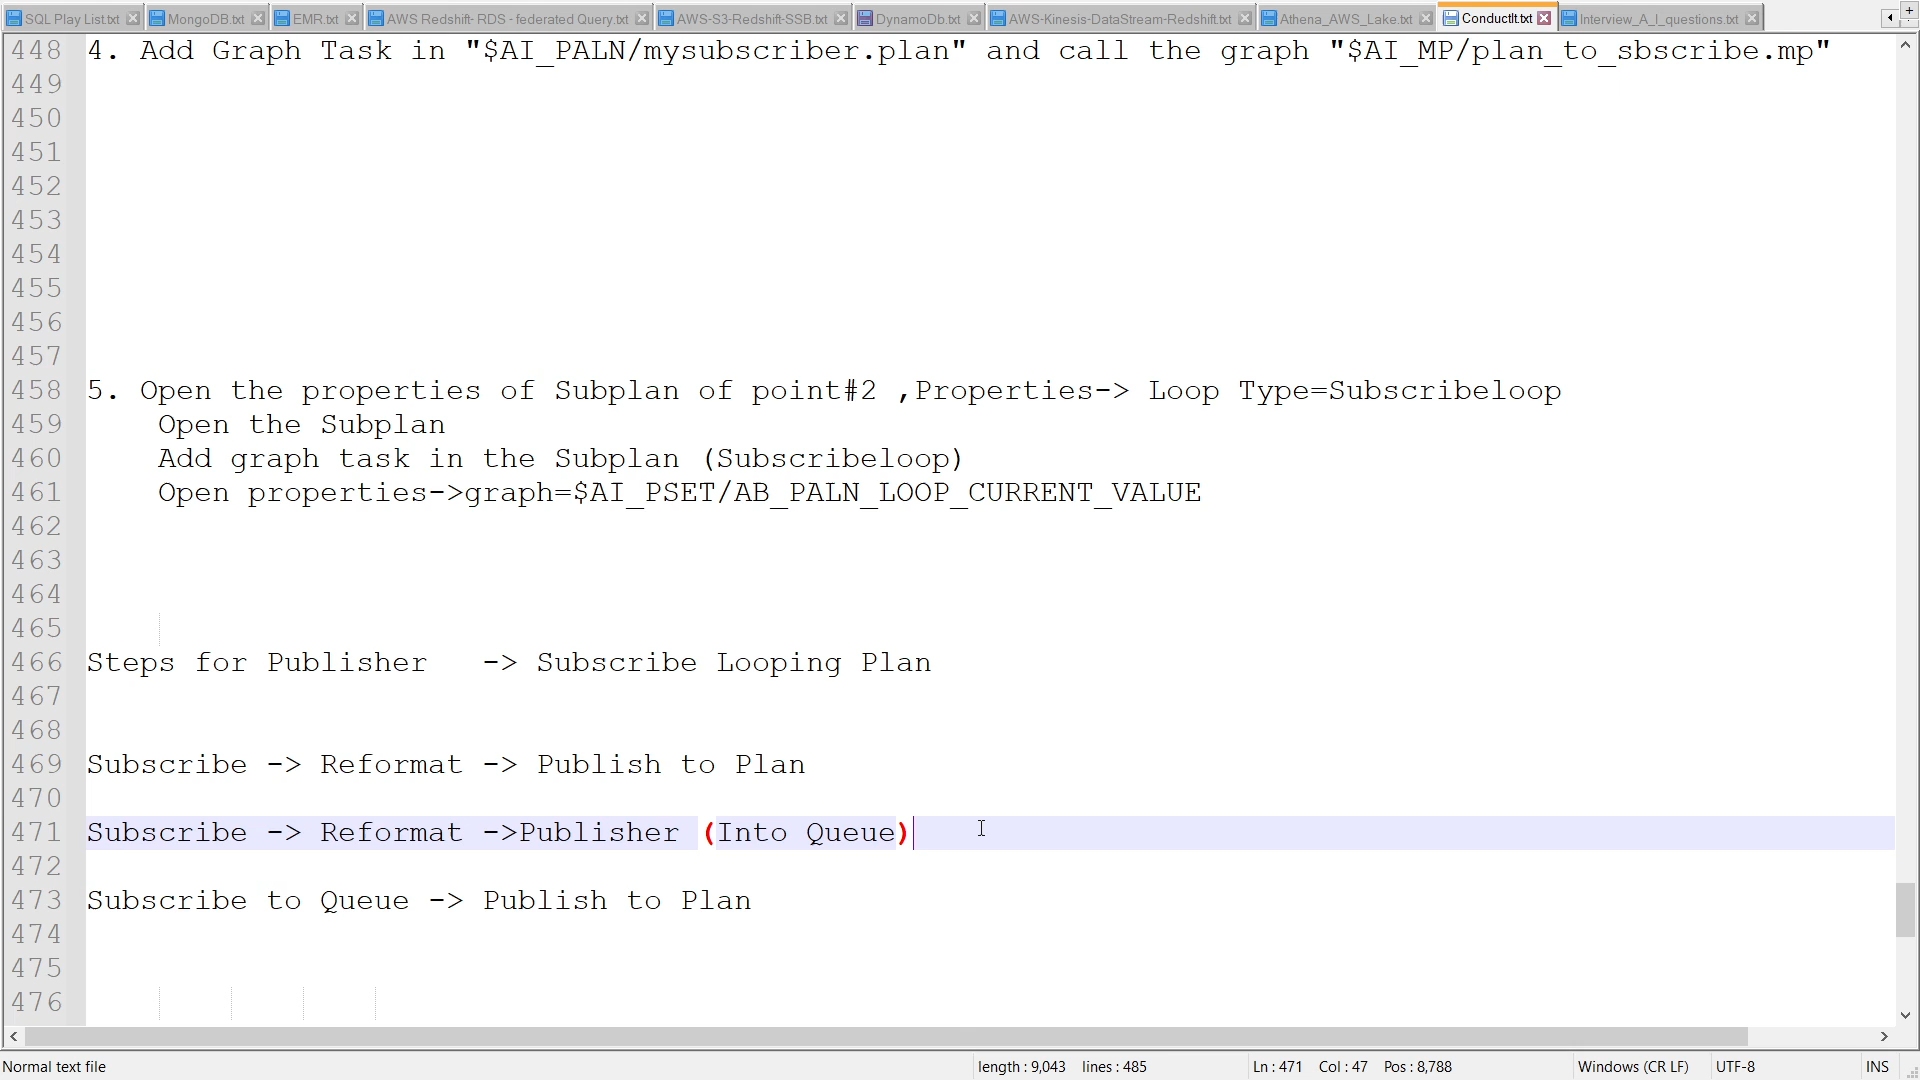 SQL Play List.txt MongoDB.txt EMR.txt AWS Redshift- RDS - federated Query.txt AWS-S3-Redshift-SSB.txt DynamoDb.txt AWS-Kinesis-DataStream-Redshift.txt Athena_AWS_Lake.txt ConductIt.txt Interview_A_I_questions.txt
448 4. Add Graph Task in "$AI_PALN/mysubscriber.plan" and call the graph "$AI_MP/plan_to_sbscribe.mp"
449
450
451
452
453
454
455
456
457
458 5. Open the properties of Subplan of point#2 ,Properties-> Loop Type=Subscribeloop
459 Open the Subplan
460 Add graph task in the Subplan (Subscribeloop)
461 Open properties->graph=$AI_PSET/AB_PALN_LOOP_CURRENT_VALUE
462
463
464
465
466 Steps for Publisher -> Subscribe Looping Plan
467
468
469 Subscribe -> Reformat -> Publish to Plan
470
471 Subscribe -> Reformat ->Publisher (Into Queue)
472
473 Subscribe to Queue -> Publish to Plan
474
475
476
Normal text file length : 9,043 lines : 485 Ln : 471 Col : 47 Pos : 8,788 Windows (CR LF) UTF-8 INS